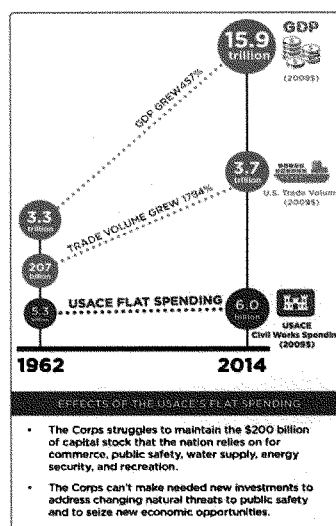 15.9
trillion
GDP
(2009$)
GDP GREW 457%
3.7
trillion
U.S. Trade Volume
(2009$)
3.3
trillion
TRADE VOLUME GREW 1794%
207
billion
5.3
billion
USACE FLAT SPENDING
6.0
billion
USACE
Civil Works Spending
(2009$)
1962
2014
EFFECTS OF THE USACE'S FLAT SPENDING
• The Corps struggles to maintain the $200 billion
of capital stock that the nation relies on for
commerce, public safety, water supply, energy
security, and recreation.
• The Corps can't make needed new investments to
address changing natural threats to public safety
and to seize new economic opportunities.